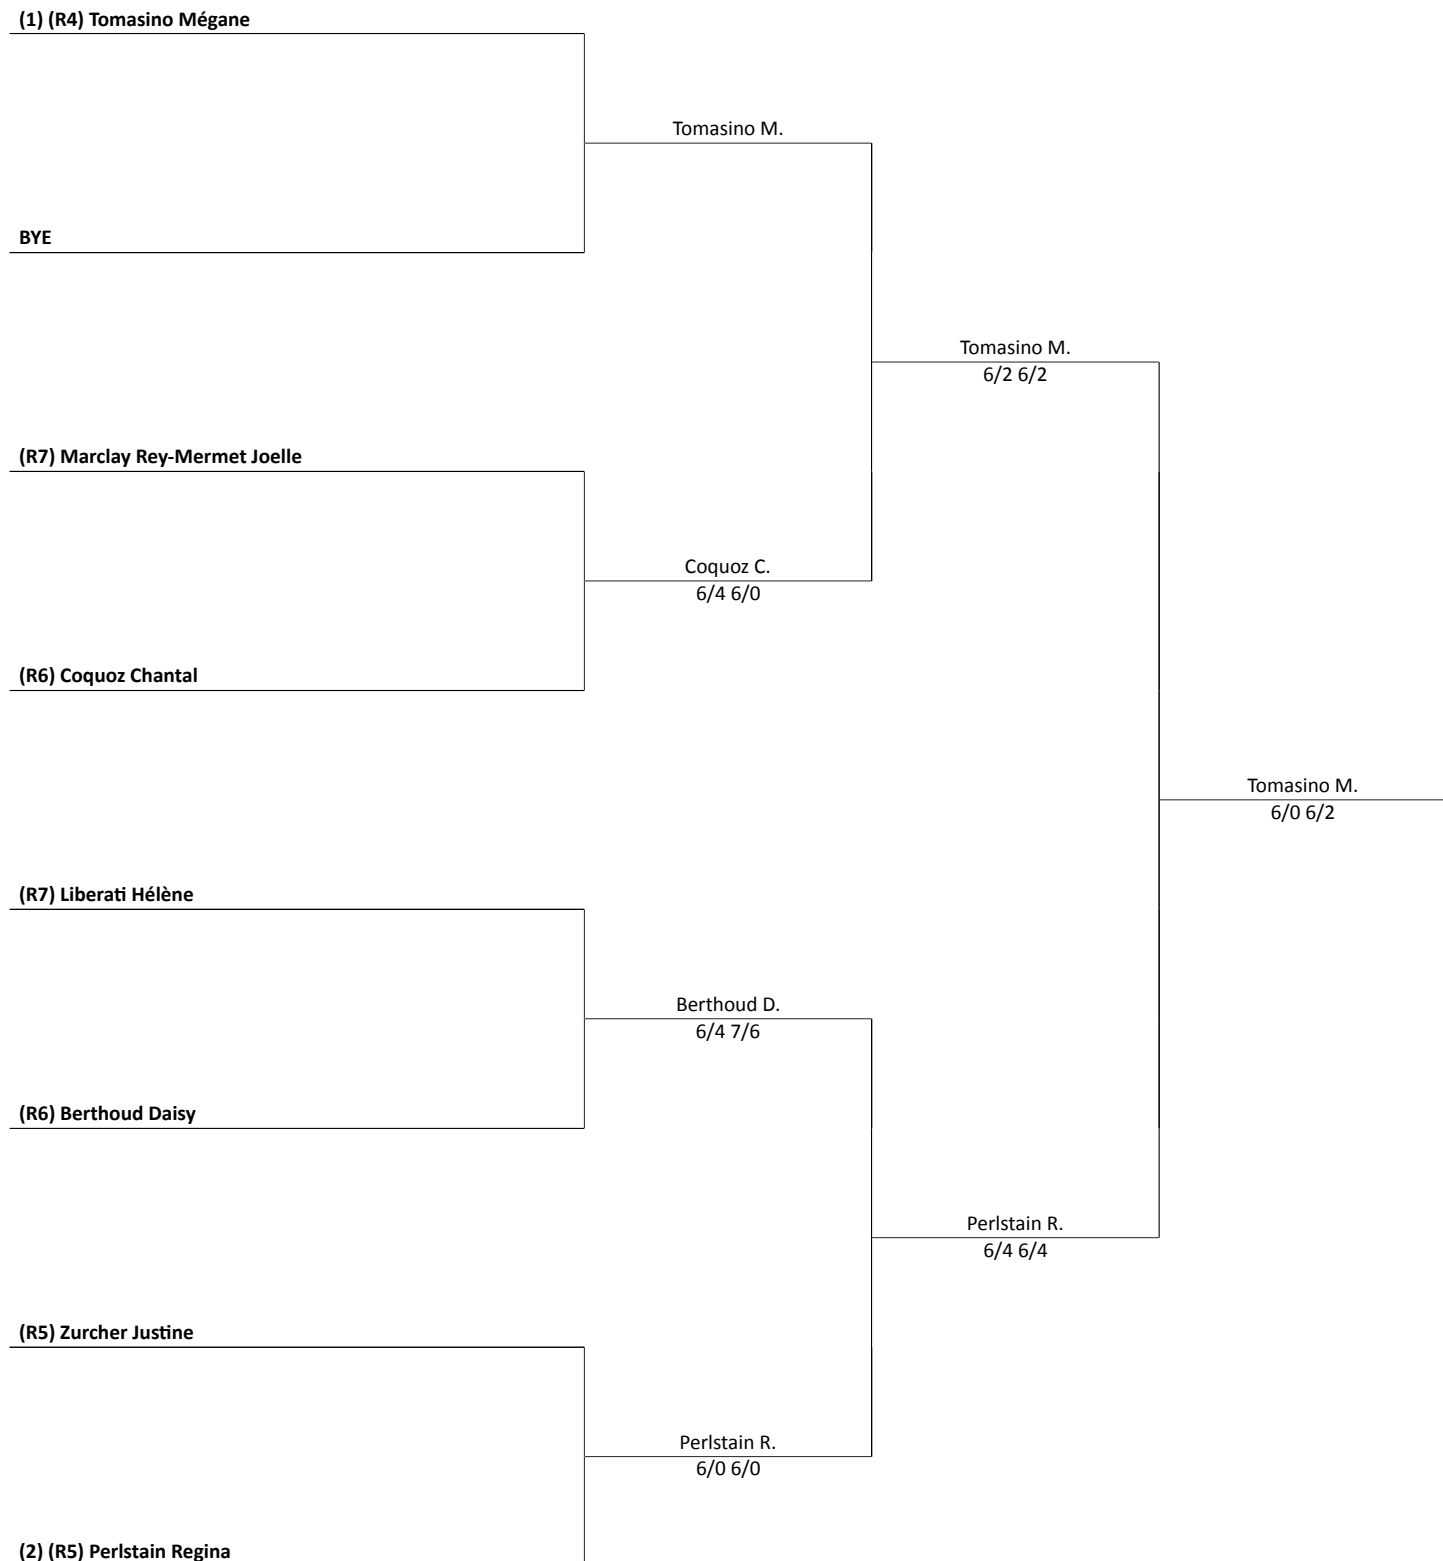 (1) (R4) Tomasino Mégane
Tomasino M.
BYE
Tomasino M.
6/2 6/2
(R7) Marclay Rey-Mermet Joelle
Coquoz C.
6/4 6/0
(R6) Coquoz Chantal
Tomasino M.
6/0 6/2
(R7) Liberati Hélène
Berthoud D.
6/4 7/6
(R6) Berthoud Daisy
Perlstain R.
6/4 6/4
(R5) Zurcher Justine
Perlstain R.
6/0 6/0
(2) (R5) Perlstain Regina